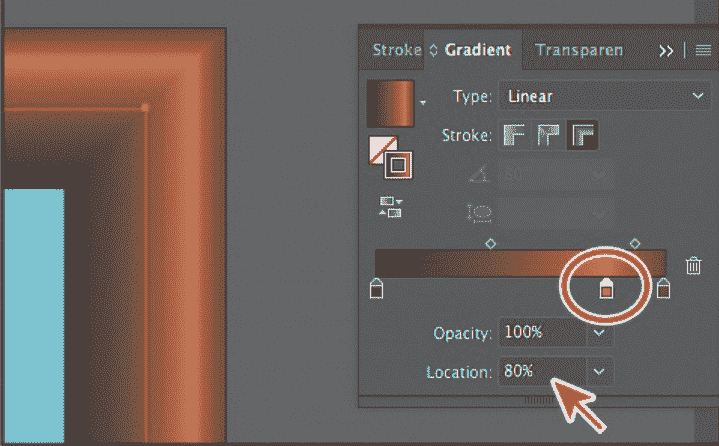 Stroke Gradient Transparen
Type: Linear
Stroke:
Opacity: 100%
Location: 80%